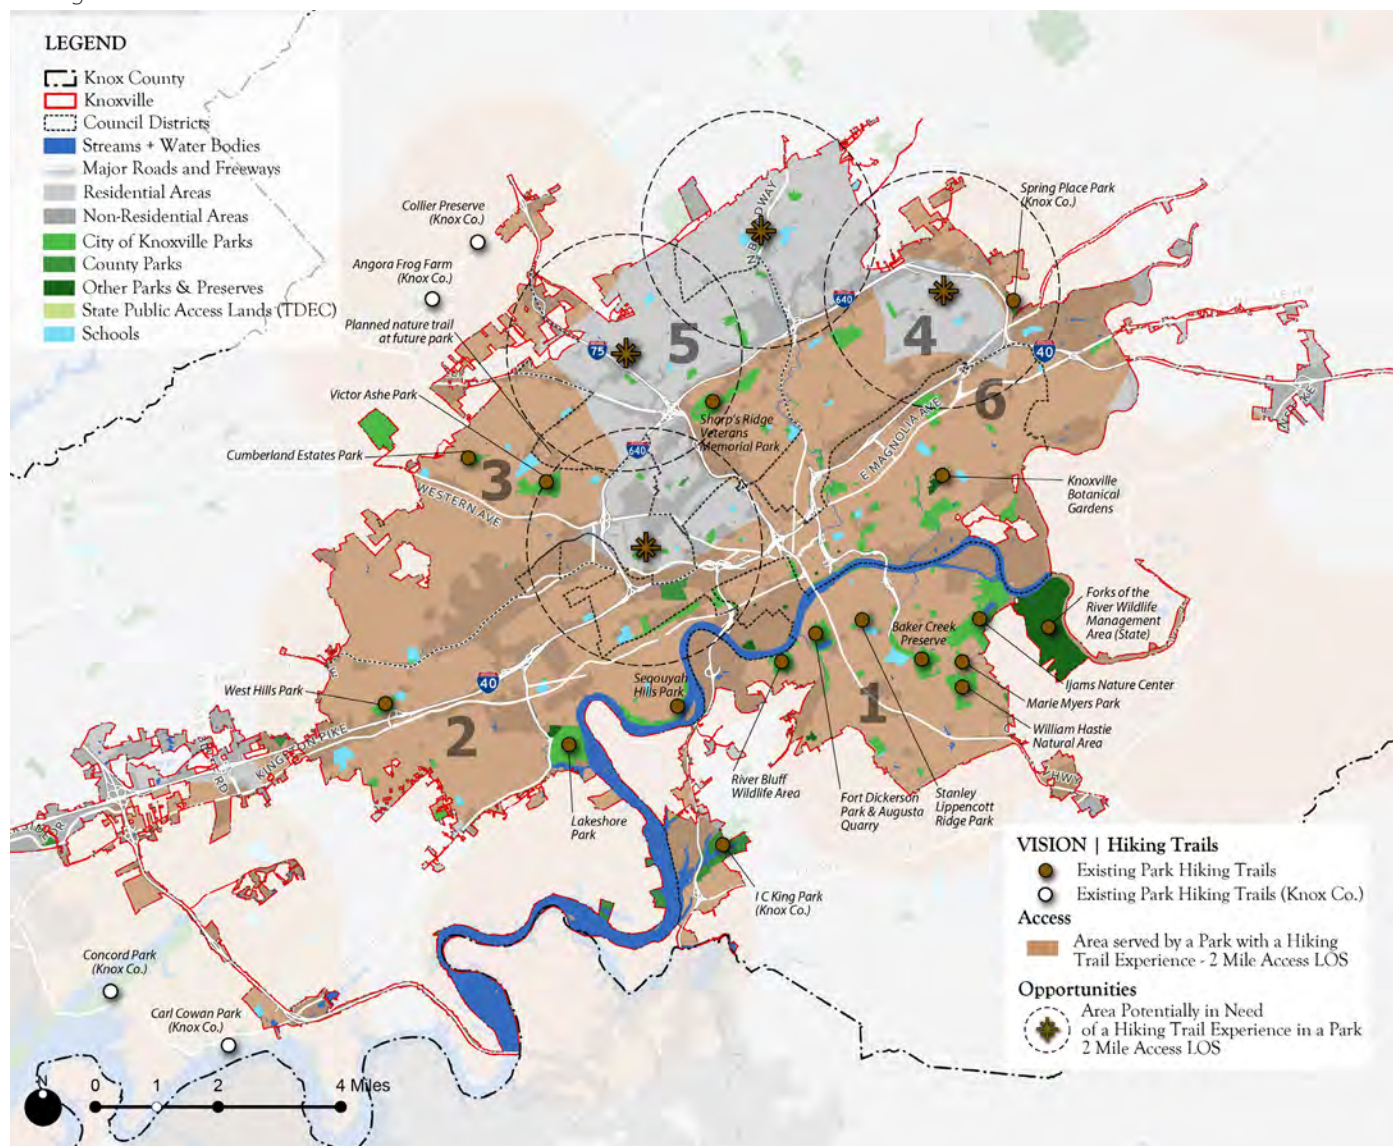 LEGEND
Knox County
Knoxville
Council Districts
Streams + Water Bodies
Major Roads and Freeways
Residential Areas
Non-Residential Areas
City of Knoxville Parks
County Parks
Other Parks & Preserves
State Public Access Lands (TDEC)
Schools
Collier Preserve
(Knox Co.)
Angora Frog Farm
(Knox Co.)
Planned nature trail
at future park
Victor Ashe Park
Cumberland Estates Park
Spring Place Park
(Knox Co.)
640
75
5
4
40
6
Sharp's Ridge
Veterans
Memorial Park
640
E MAGNOLIA AVE
3
WESTERN AVE
Knoxville
Botanical
Gardens
Forks of the
River Wildlife
Management
Area (State)
Baker Creek
Preserve
Ijams Nature Center
Marie Myers Park
William Hastie
Natural Area
West Hills Park
40
Seqouyah
Hills Park
1
2
KINGSTON PIKE
RD
HWY
River Bluff
Wildlife Area
Fort Dickerson
Park & Augusta
Quarry
Stanley
Lippencott
Ridge Park
Lakeshore
Park
I C King Park
(Knox Co.)
Concord Park
(Knox Co.)
Carl Cowan Park
(Knox Co.)
VISION | Hiking Trails
Existing Park Hiking Trails
Existing Park Hiking Trails (Knox Co.)
Access
Area served by a Park with a Hiking
Trail Experience - 2 Mile Access LOS
Opportunities
Area Potentially in Need
of a Hiking Trail Experience in a Park
2 Mile Access LOS
N
0 1 2 4 Miles